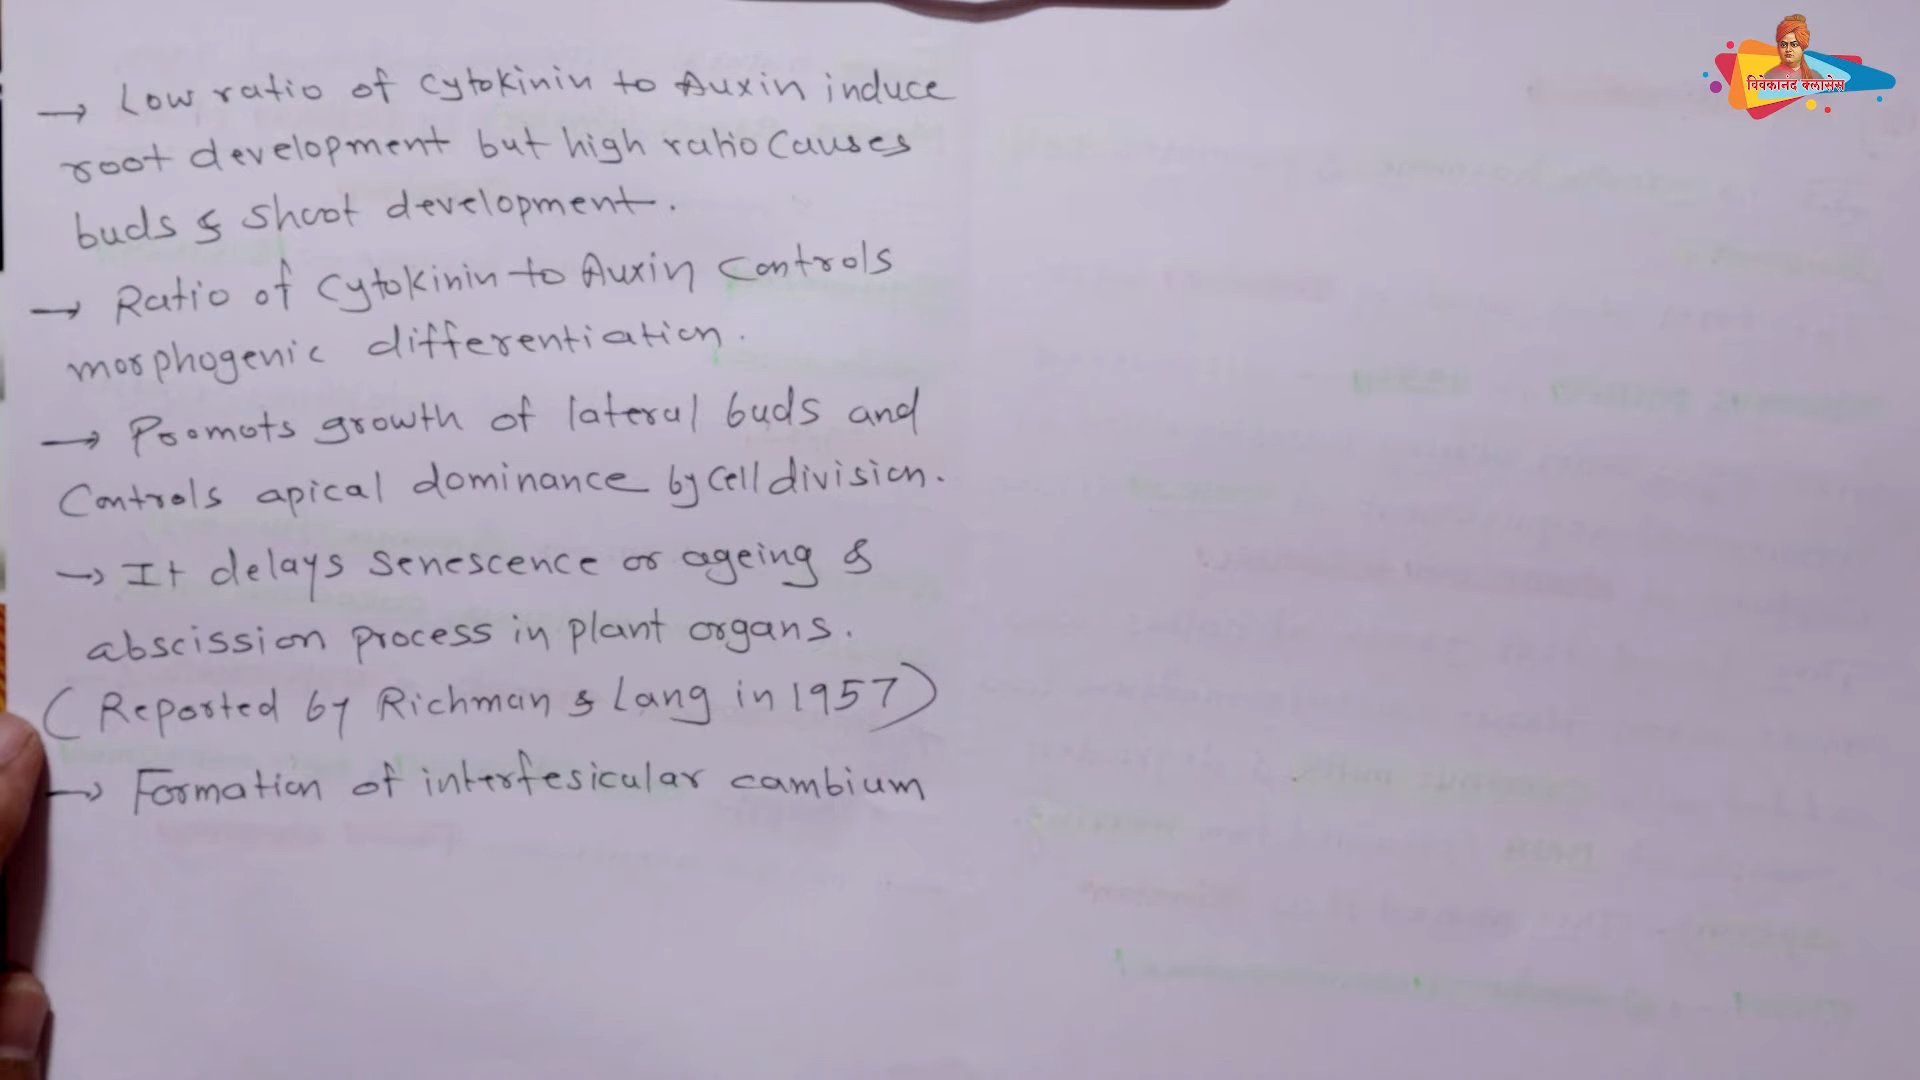 → Low ratio of Cytokinin to Auxin induce
root development but high ratio Causes
buds & shoot development.
→ Ratio of Cytokinin to Auxin Controls
morphogenic differentiation.
→ Promots growth of lateral buds and
Controls apical dominance by Cell division.
→ It delays Senescence or ageing &
abscission process in plant organs.
(Reported by Richman & Lang in 1957)
→ Formation of interfesicular cambium
विवेकानंद क्लासेस